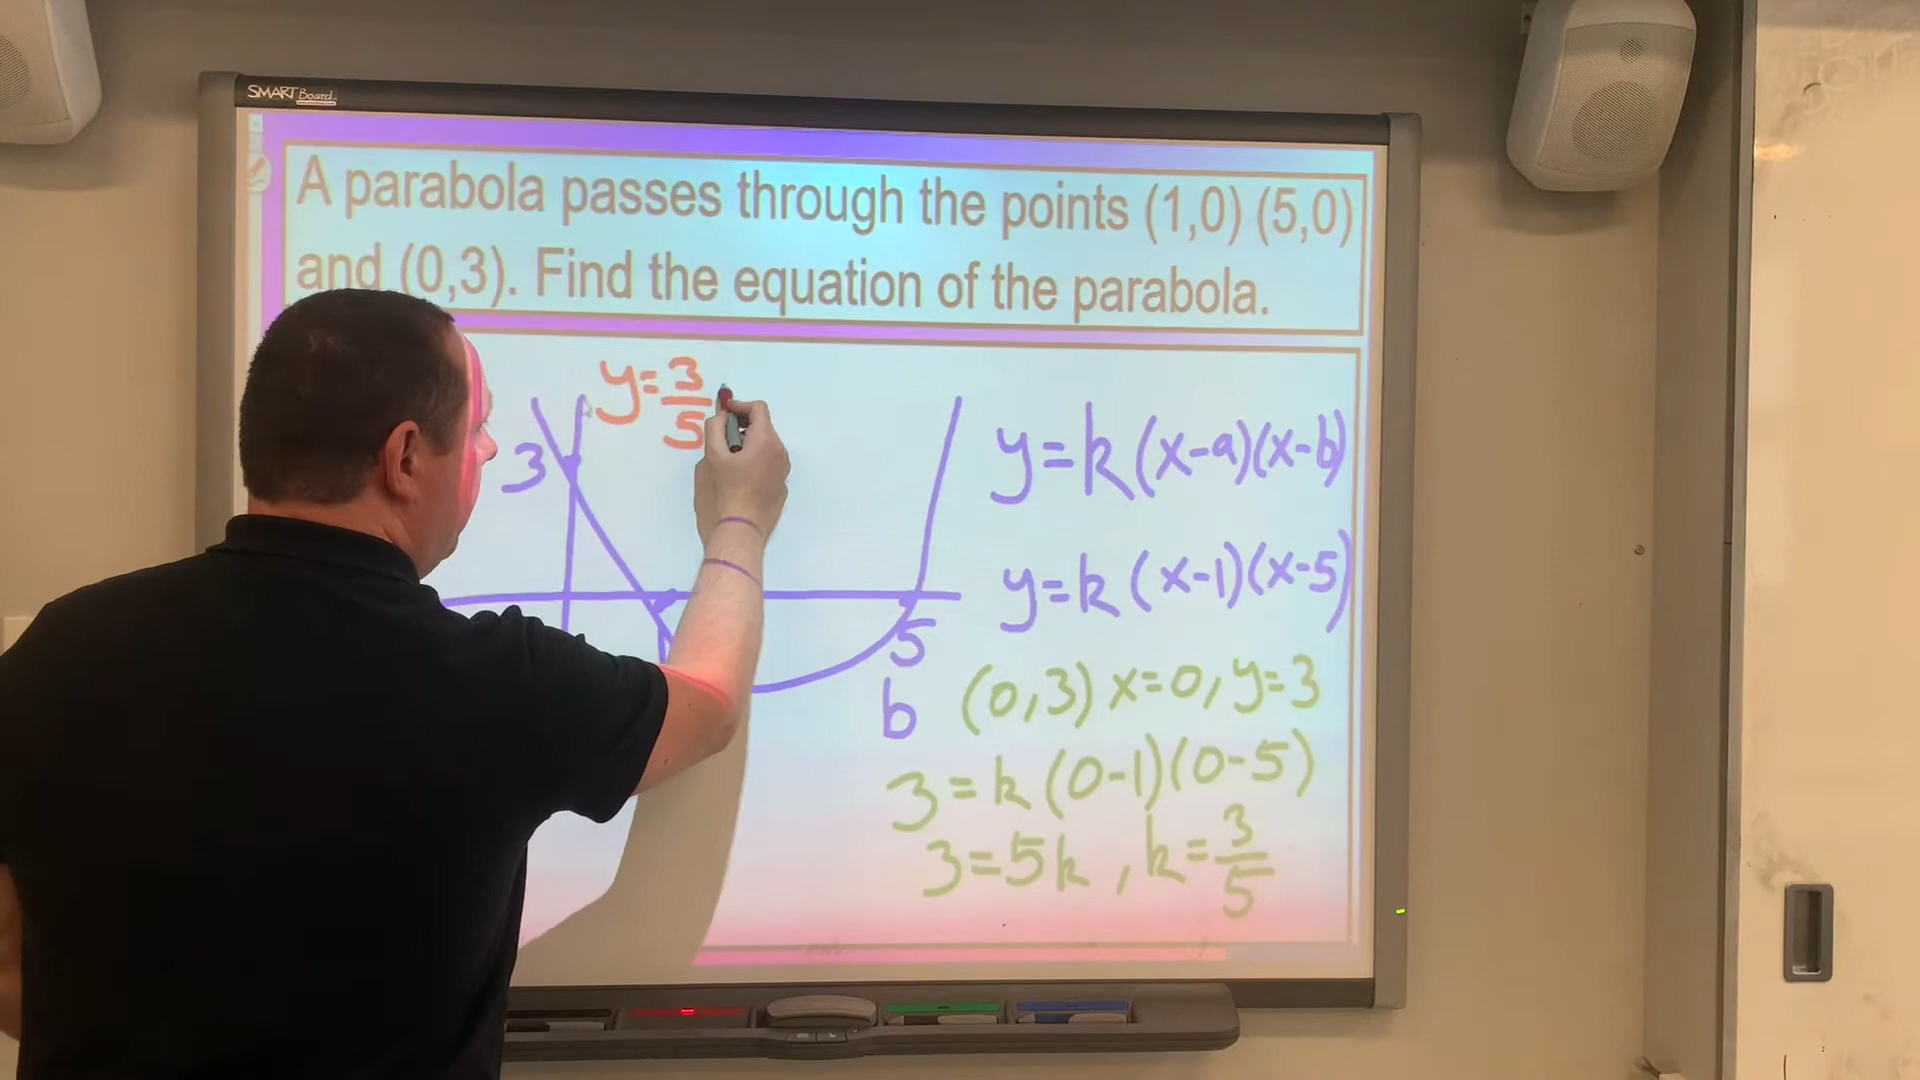 SMART Board
A parabola passes through the points (1,0) (5,0)
and (0,3). Find the equation of the parabola.
y=3/5
3
5
b
y=k(x-a)(x-b)
y=k(x-1)(x-5)
(0,3) x=0, y=3
3=k(0-1)(0-5)
3=5k, k=3/5